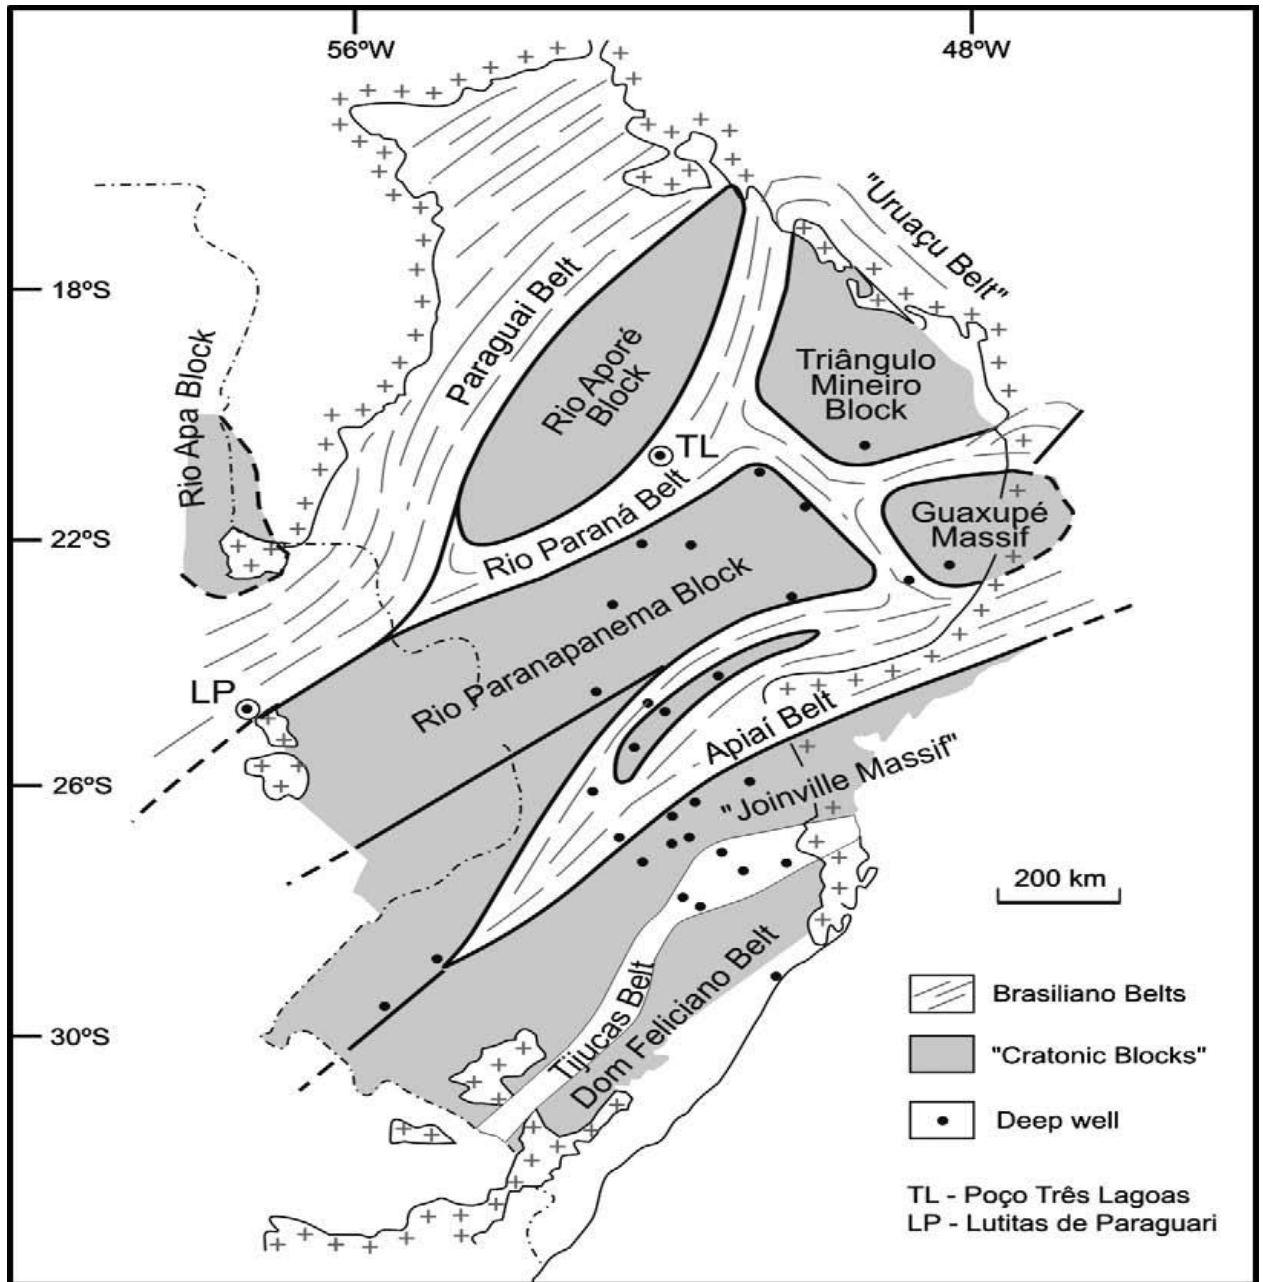 56ºW
48ºW
"Uruaçu Belt"
18ºS
Paraguai Belt
Rio Aporé
Block
Triângulo
Mineiro
Block
Rio Apa Block
TL
Rio Paraná Belt
Guaxupé
Massif
22ºS
Rio Paranapanema Block
LP
Apiaí Belt
26ºS
"Joinville Massif"
200 km
Tijucas Belt
Dom Feliciano Belt
30ºS
Brasiliano Belts
"Cratonic Blocks"
Deep well
TL - Poço Três Lagoas
LP - Lutitas de Paraguari